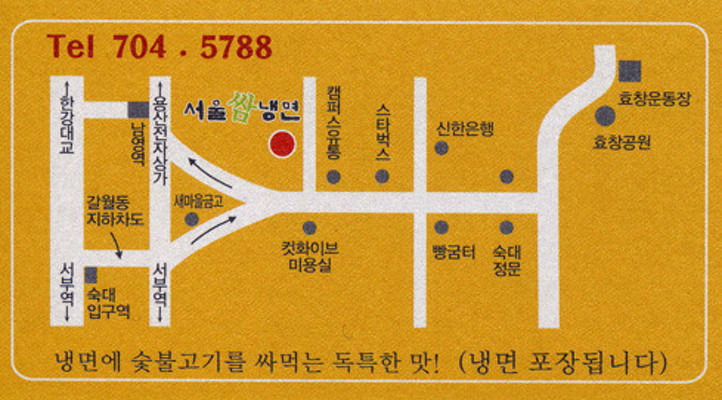 Tel 704 . 5788
한강대교
용산전자상가
남영역
서울쌈냉면
캠퍼스유통
스타벅스
신한은행
효창운동장
효창공원
갈월동
지하차도
새마을금고
컷화이브
미용실
빵굼터
숙대
정문
서부역
숙대
입구역
서부역
냉면에 숯불고기를 싸먹는 독특한 맛! (냉면 포장됩니다)